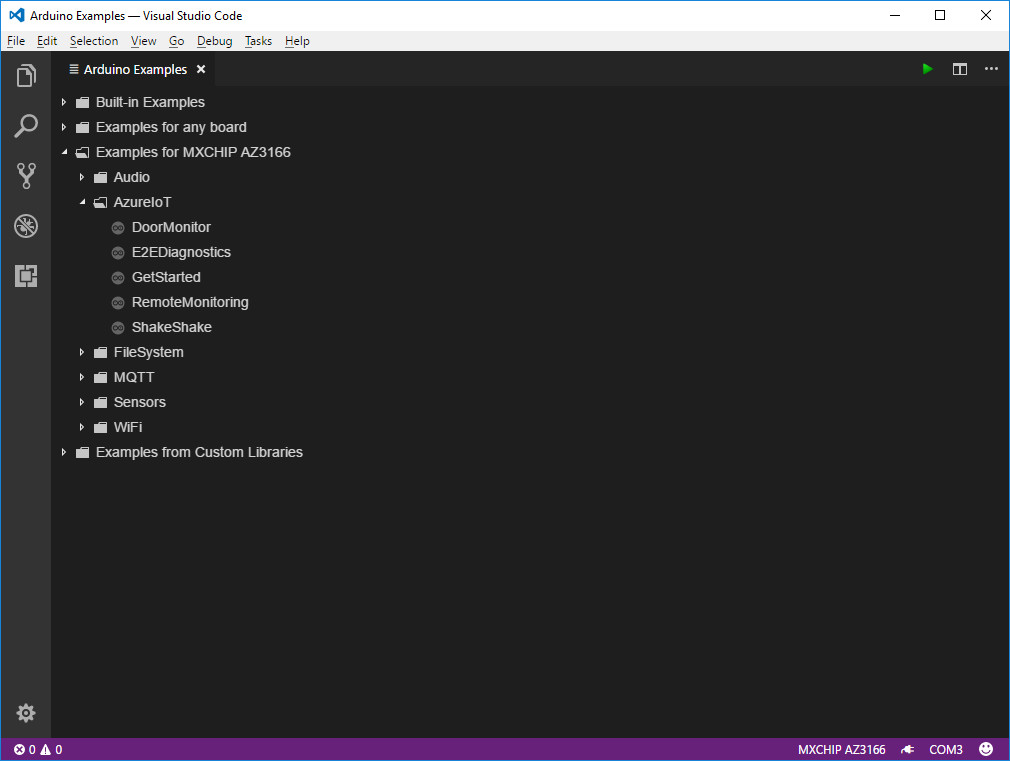 Arduino Examples — Visual Studio Code
File Edit Selection View Go Debug Tasks Help
Arduino Examples
Built-in Examples
Examples for any board
Examples for MXCHIP AZ3166
Audio
AzureIoT
DoorMonitor
E2EDiagnostics
GetStarted
RemoteMonitoring
ShakeShake
FileSystem
MQTT
Sensors
WiFi
Examples from Custom Libraries
0 0 MXCHIP AZ3166 COM3